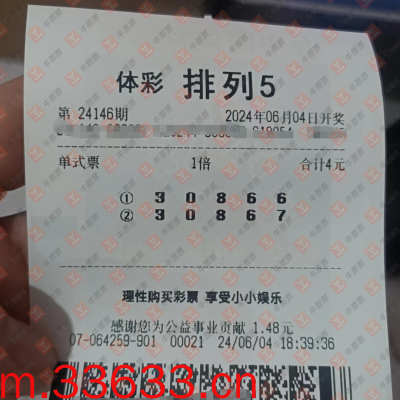 体彩 排列5
第 24146期 2024年06月04日开奖
单式票 1倍 合计4元
① 3 0 8 6 6
② 3 0 8 6 7
理性购买彩票 享受小小娱乐
感谢您为公益事业贡献 1.48元
07-064259-901 00021 24/06/04 18:39:36
m.33633.cn